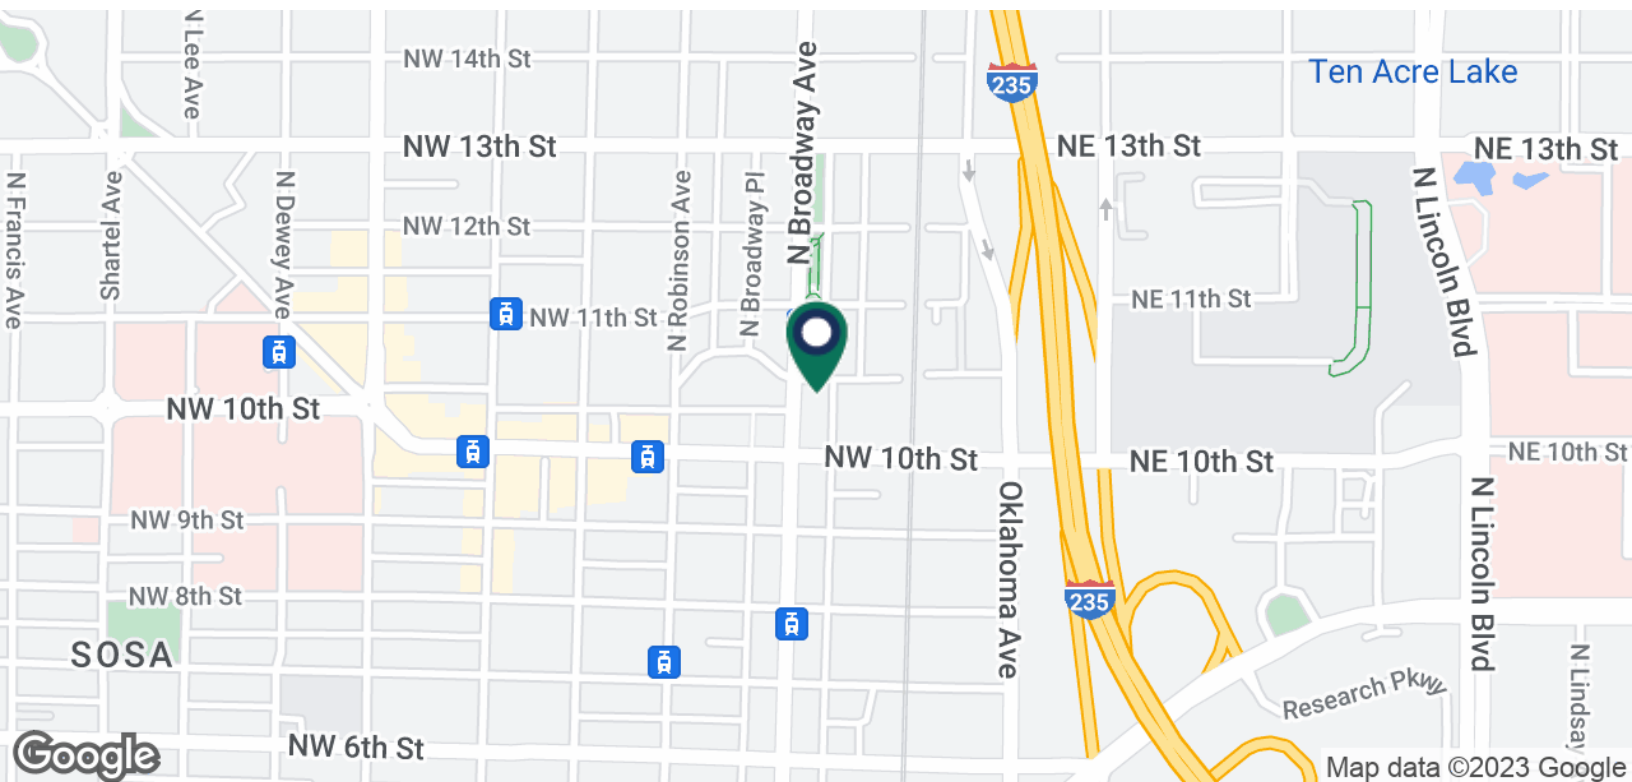 N Lee Ave
NW 14th St
N Broadway Ave
235
Ten Acre Lake
NW 13th St
NE 13th St
NE 13th St
N Francis Ave
Shartel Ave
N Dewey Ave
NW 12th St
N Robinson Ave
N Broadway Pl
N Lincoln Blvd
NW 11th St
NE 11th St
NW 10th St
NW 10th St
NE 10th St
NE 10th St
NW 9th St
Oklahoma Ave
N Lincoln Blvd
NW 8th St
235
SOSA
Research Pkwy
N Lindsay
NW 6th St
Google
Map data ©2023 Google